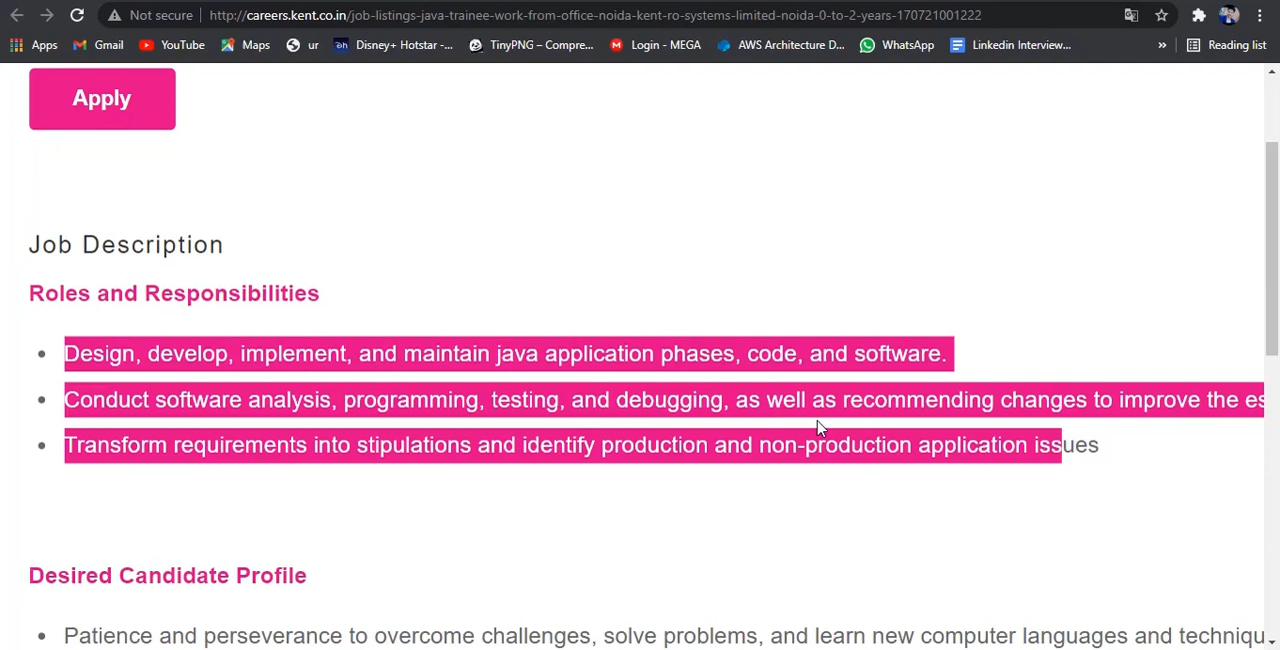 Not secure http://careers.kent.co.in/job-listings-java-trainee-work-from-office-noida-kent-ro-systems-limited-noida-0-to-2-years-170721001222
Apps Gmail YouTube Maps ur Disney+ Hotstar -... TinyPNG – Compre... Login - MEGA AWS Architecture D... WhatsApp Linkedin Interview... » Reading list
Apply
Job Description
Roles and Responsibilities
• Design, develop, implement, and maintain java application phases, code, and software.
• Conduct software analysis, programming, testing, and debugging, as well as recommending changes to improve the es
• Transform requirements into stipulations and identify production and non-production application issues
Desired Candidate Profile
• Patience and perseverance to overcome challenges, solve problems, and learn new computer languages and techniqu